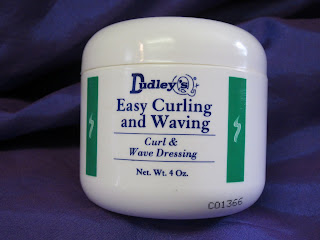 Dudley's
Easy Curling
and Waving
Curl &
Wave Dressing
Net. Wt. 4 Oz.
C01366